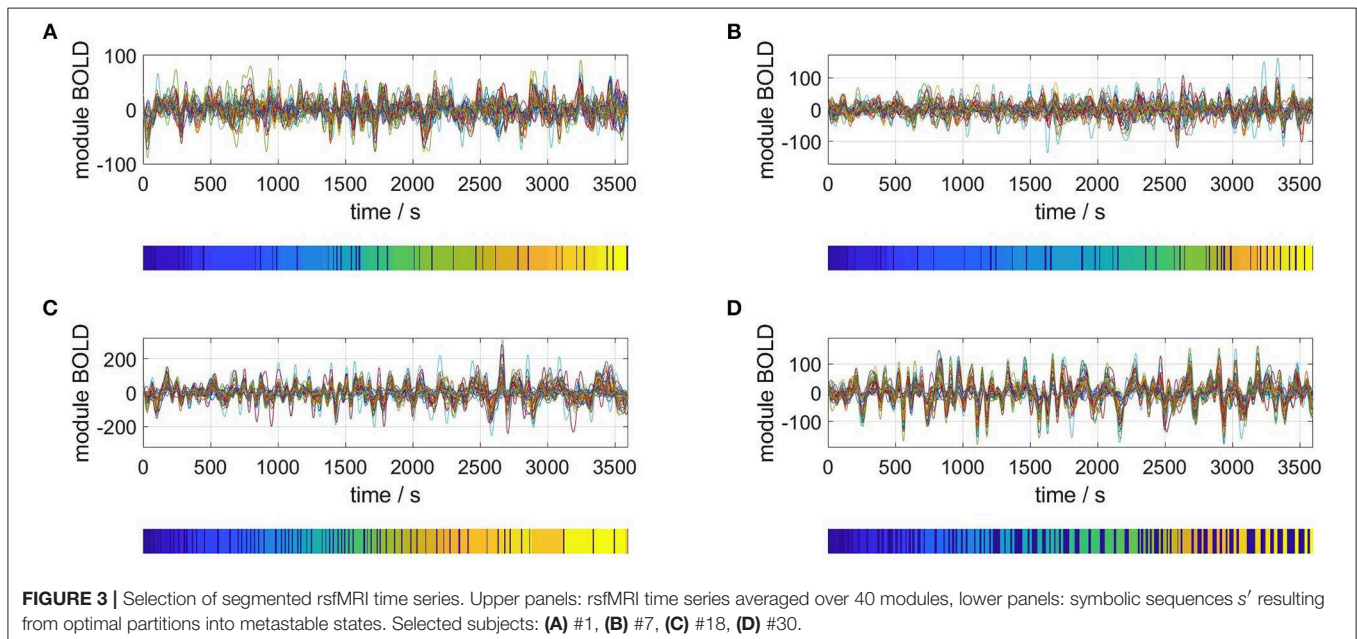 A
module BOLD
100
0
-100
0 500 1000 1500 2000 2500 3000 3500
time / s
B
module BOLD
100
0
-100
0 500 1000 1500 2000 2500 3000 3500
time / s
C
module BOLD
200
0
-200
0 500 1000 1500 2000 2500 3000 3500
time / s
D
module BOLD
100
0
-100
0 500 1000 1500 2000 2500 3000 3500
time / s
FIGURE 3 | Selection of segmented rsfMRI time series. Upper panels: rsfMRI time series averaged over 40 modules, lower panels: symbolic sequences s′ resulting
from optimal partitions into metastable states. Selected subjects: (A) #1, (B) #7, (C) #18, (D) #30.